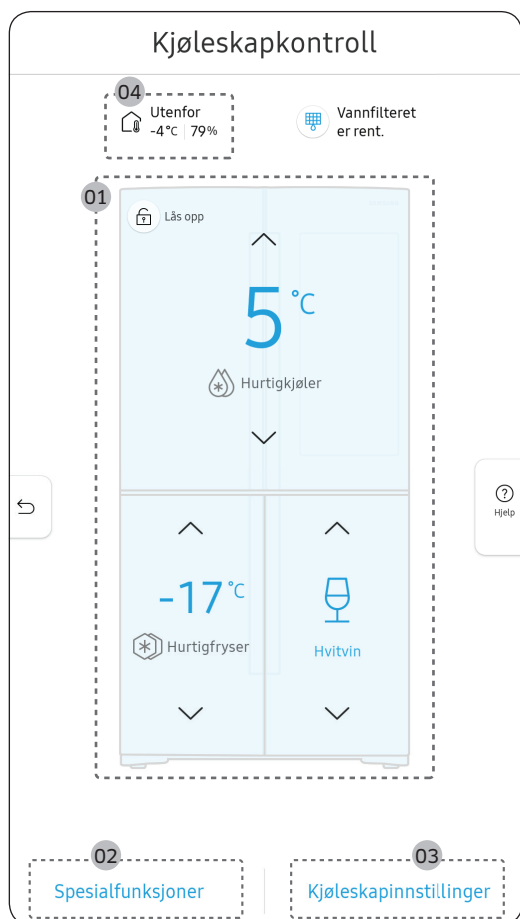 Kjøleskapkontroll
04
Utenfor
-4°C | 79%
Vannfilteret
er rent.
01
Lås opp
5 °C
Hurtigkjøler
Hjelp
-17 °C
Hurtigfryser
Hvitvin
02
Spesialfunksjoner
03
Kjøleskapinnstillinger